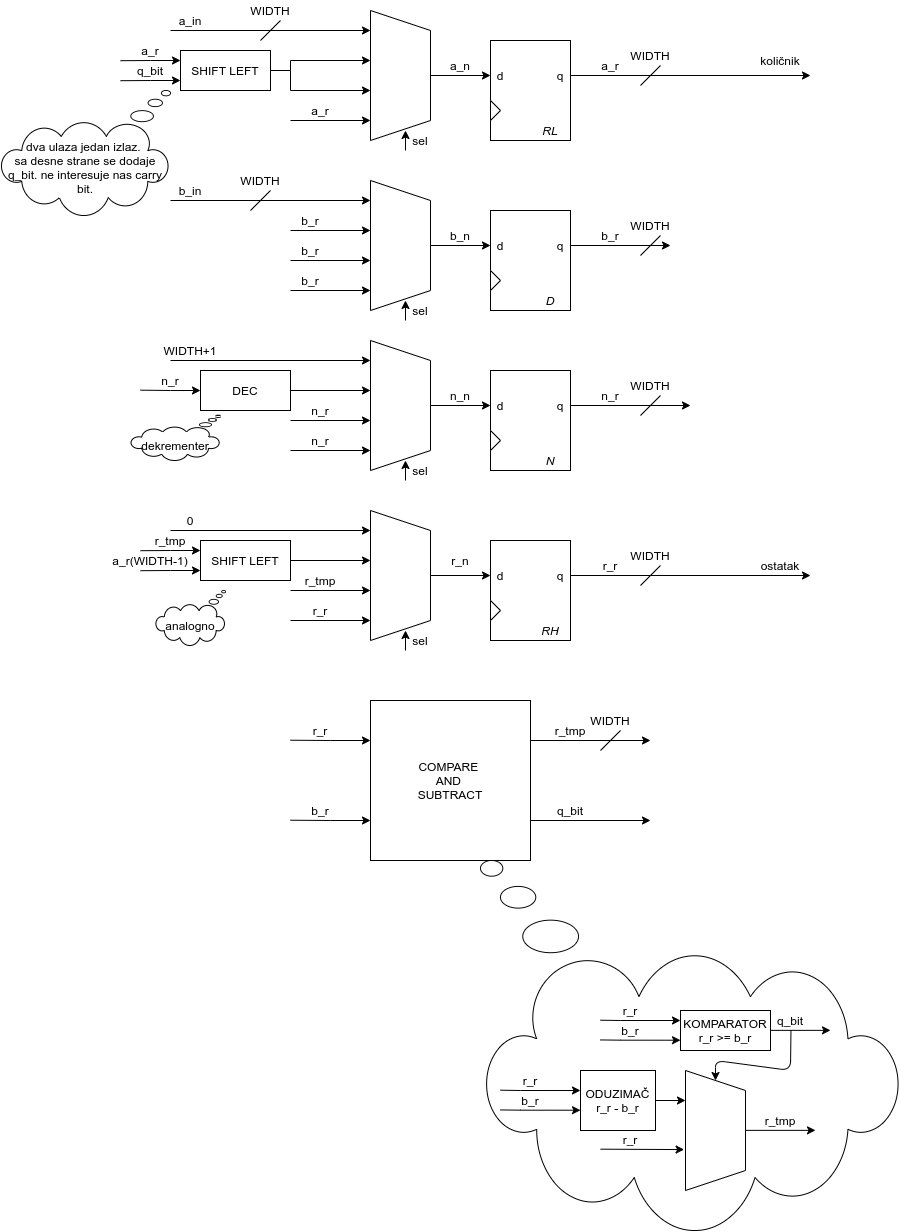 WIDTH
a_in
a_r
q_bit
SHIFT LEFT
a_r
sel
a_n
d
q
RL
a_r
WIDTH
količnik
dva ulaza jedan izlaz.
sa desne strane se dodaje
q_bit. ne interesuje nas carry
bit.
WIDTH
b_in
b_r
b_r
b_r
sel
b_n
d
q
D
b_r
WIDTH
WIDTH+1
n_r
DEC
dekrementer
n_r
n_r
sel
n_n
d
q
N
n_r
WIDTH
0
r_tmp
a_r(WIDTH-1)
SHIFT LEFT
analogno
r_tmp
r_r
sel
r_n
d
q
RH
r_r
WIDTH
ostatak
r_r
b_r
COMPARE
AND
SUBTRACT
r_tmp
WIDTH
q_bit
r_r
b_r
KOMPARATOR
r_r >= b_r
q_bit
r_r
b_r
ODUZIMAČ
r_r - b_r
r_r
r_tmp